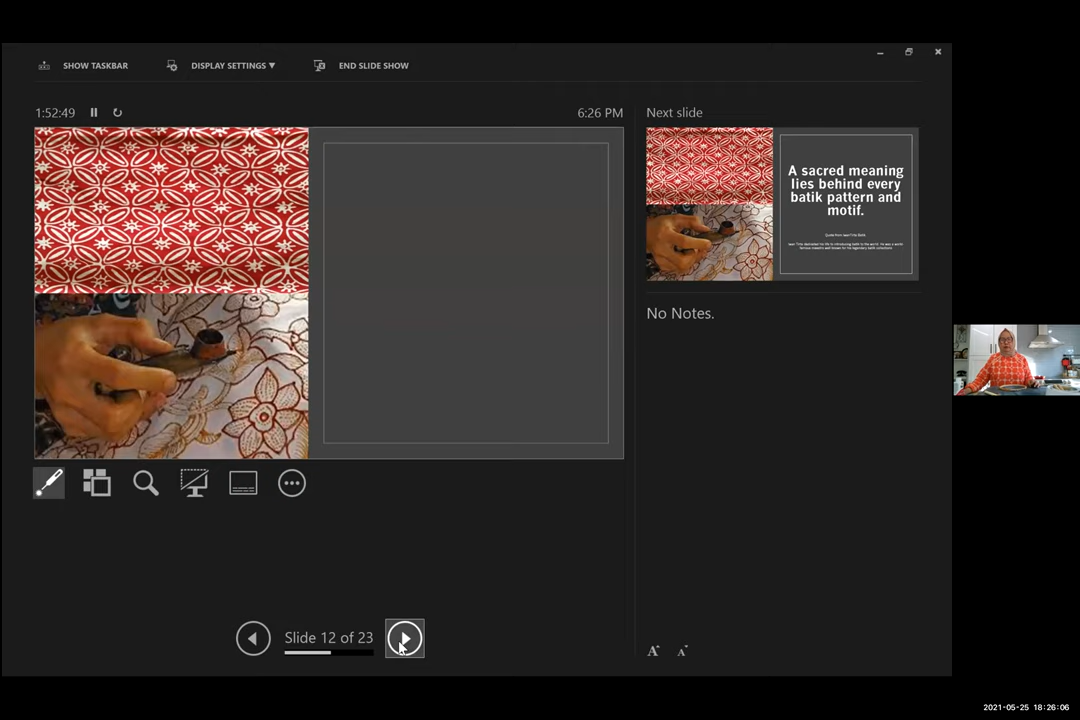 SHOW TASKBAR
DISPLAY SETTINGS ▼
END SLIDE SHOW
1:52:49
6:26 PM
Next slide
A sacred meaning
lies behind every
batik pattern and
motif.
No Notes.
Slide 12 of 23
A A
2021-05-25 18:26:06